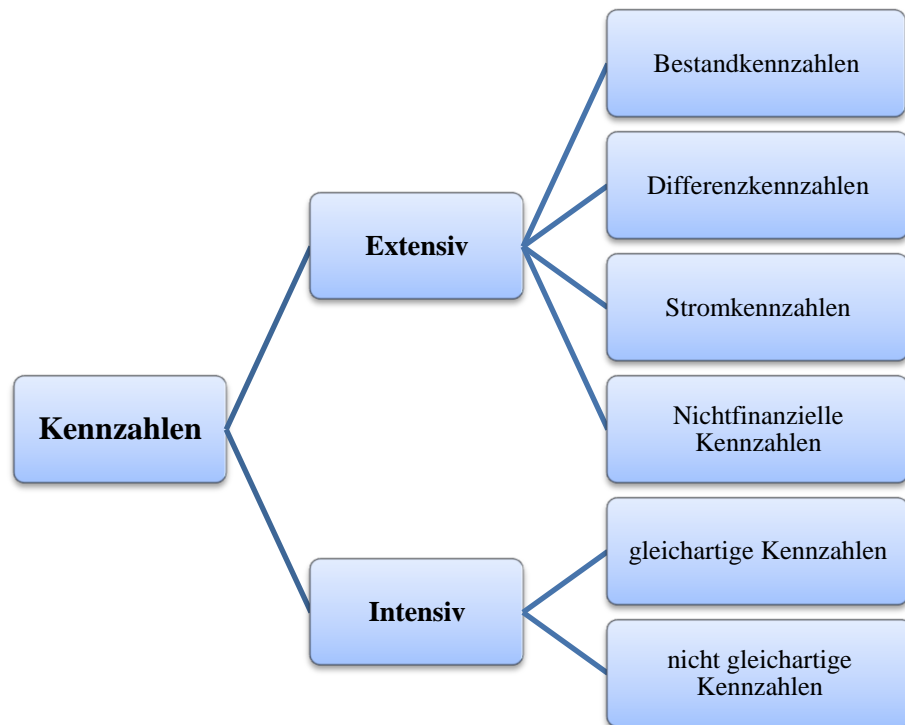 Kennzahlen
Extensiv
Bestandkennzahlen
Differenzkennzahlen
Stromkennzahlen
Nichtfinanzielle
Kennzahlen
Intensiv
gleichartige Kennzahlen
nicht gleichartige
Kennzahlen